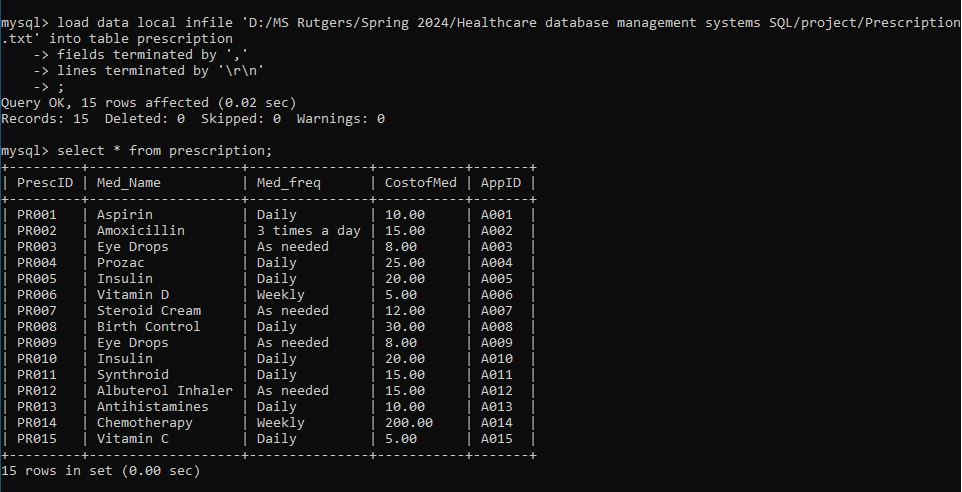 mysql> load data local infile 'D:/MS Rutgers/Spring 2024/Healthcare database management systems SQL/project/Prescription
.txt' into table prescription
    -> fields terminated by ','
    -> lines terminated by '\r\n'
    -> ;
Query OK, 15 rows affected (0.02 sec)
Records: 15  Deleted: 0  Skipped: 0  Warnings: 0

mysql> select * from prescription;
+---------+-------------------+---------------+-----------+-------+
| PrescID | Med_Name          | Med_freq      | CostofMed | AppID |
+---------+-------------------+---------------+-----------+-------+
| PR001   | Aspirin           | Daily         | 10.00     | A001  |
| PR002   | Amoxicillin       | 3 times a day | 15.00     | A002  |
| PR003   | Eye Drops         | As needed     | 8.00      | A003  |
| PR004   | Prozac            | Daily         | 25.00     | A004  |
| PR005   | Insulin           | Daily         | 20.00     | A005  |
| PR006   | Vitamin D         | Weekly        | 5.00      | A006  |
| PR007   | Steroid Cream     | As needed     | 12.00     | A007  |
| PR008   | Birth Control     | Daily         | 30.00     | A008  |
| PR009   | Eye Drops         | As needed     | 8.00      | A009  |
| PR010   | Insulin           | Daily         | 20.00     | A010  |
| PR011   | Synthroid         | Daily         | 15.00     | A011  |
| PR012   | Albuterol Inhaler | As needed     | 15.00     | A012  |
| PR013   | Antihistamines    | Daily         | 10.00     | A013  |
| PR014   | Chemotherapy      | Weekly        | 200.00    | A014  |
| PR015   | Vitamin C         | Daily         | 5.00      | A015  |
+---------+-------------------+---------------+-----------+-------+
15 rows in set (0.00 sec)